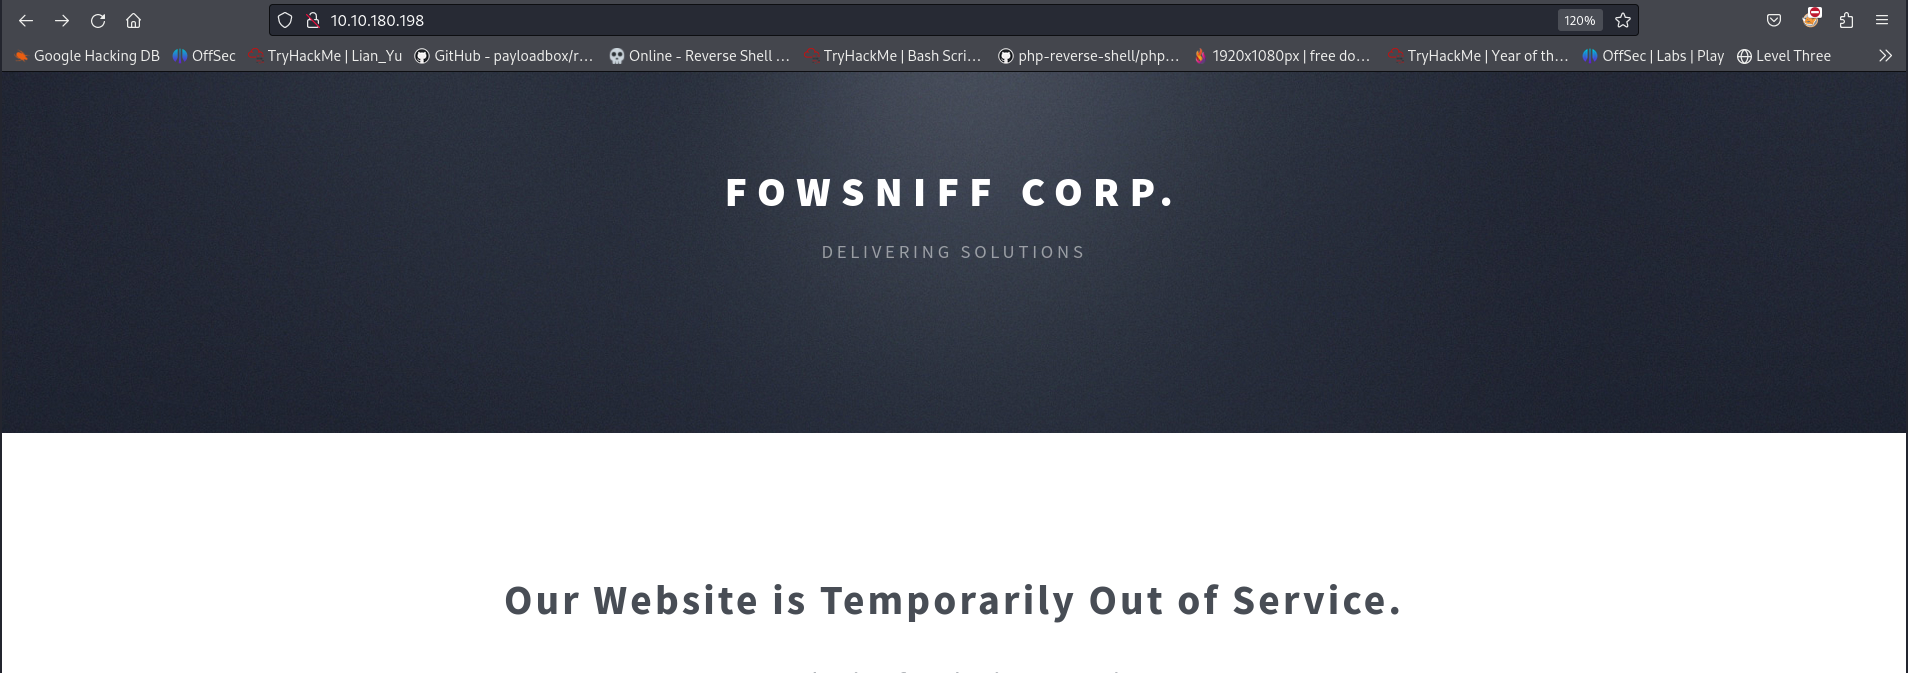 10.10.180.198
120%
Google Hacking DB OffSec TryHackMe | Lian_Yu GitHub - payloadbox/r... Online - Reverse Shell ... TryHackMe | Bash Scri... php-reverse-shell/php... 1920x1080px | free do... TryHackMe | Year of th... OffSec | Labs | Play Level Three
FOWSNIFF CORP.
DELIVERING SOLUTIONS
Our Website is Temporarily Out of Service.